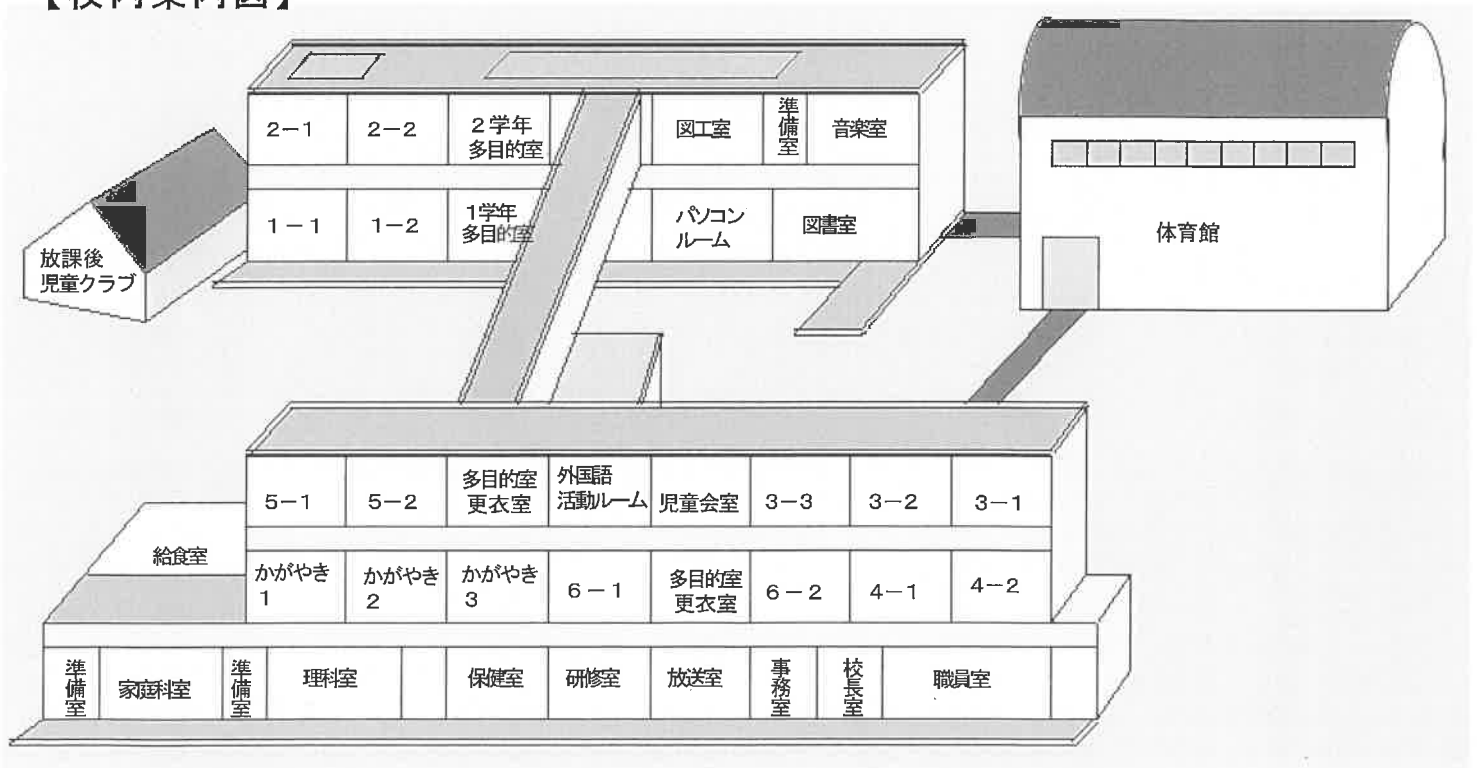 【校内案内図】
2－1
2－2
2学年
多目的室
図工室
準備室
音楽室
1－1
1－2
1学年
多目的室
パソコン
ルーム
図書室
体育館
放課後
児童クラブ
5－1
5－2
多目的室
更衣室
外国語
活動ルーム
児童会室
3－3
3－2
3－1
給食室
かがやき
1
かがやき
2
かがやき
3
6－1
多目的室
更衣室
6－2
4－1
4－2
準備室
家庭科室
準備室
理科室
保健室
研修室
放送室
事務室
校長室
職員室